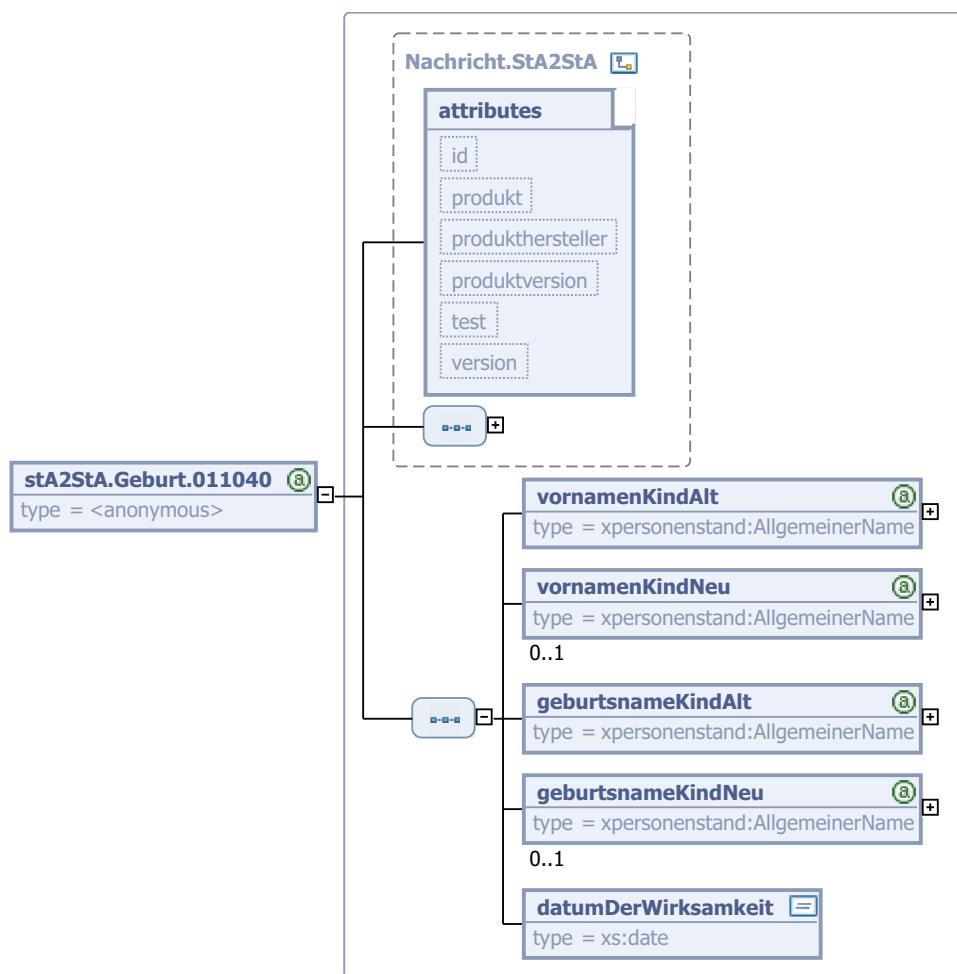 Nachricht.StA2StA
attributes
id
produkt
produkthersteller
produktversion
test
version
stA2StA.Geburt.011040
type = <anonymous>
vornamenKindAlt
type = xpersonenstand:AllgemeinerName
vornamenKindNeu
type = xpersonenstand:AllgemeinerName
0..1
geburtsnameKindAlt
type = xpersonenstand:AllgemeinerName
geburtsnameKindNeu
type = xpersonenstand:AllgemeinerName
0..1
datumDerWirksamkeit
type = xs:date